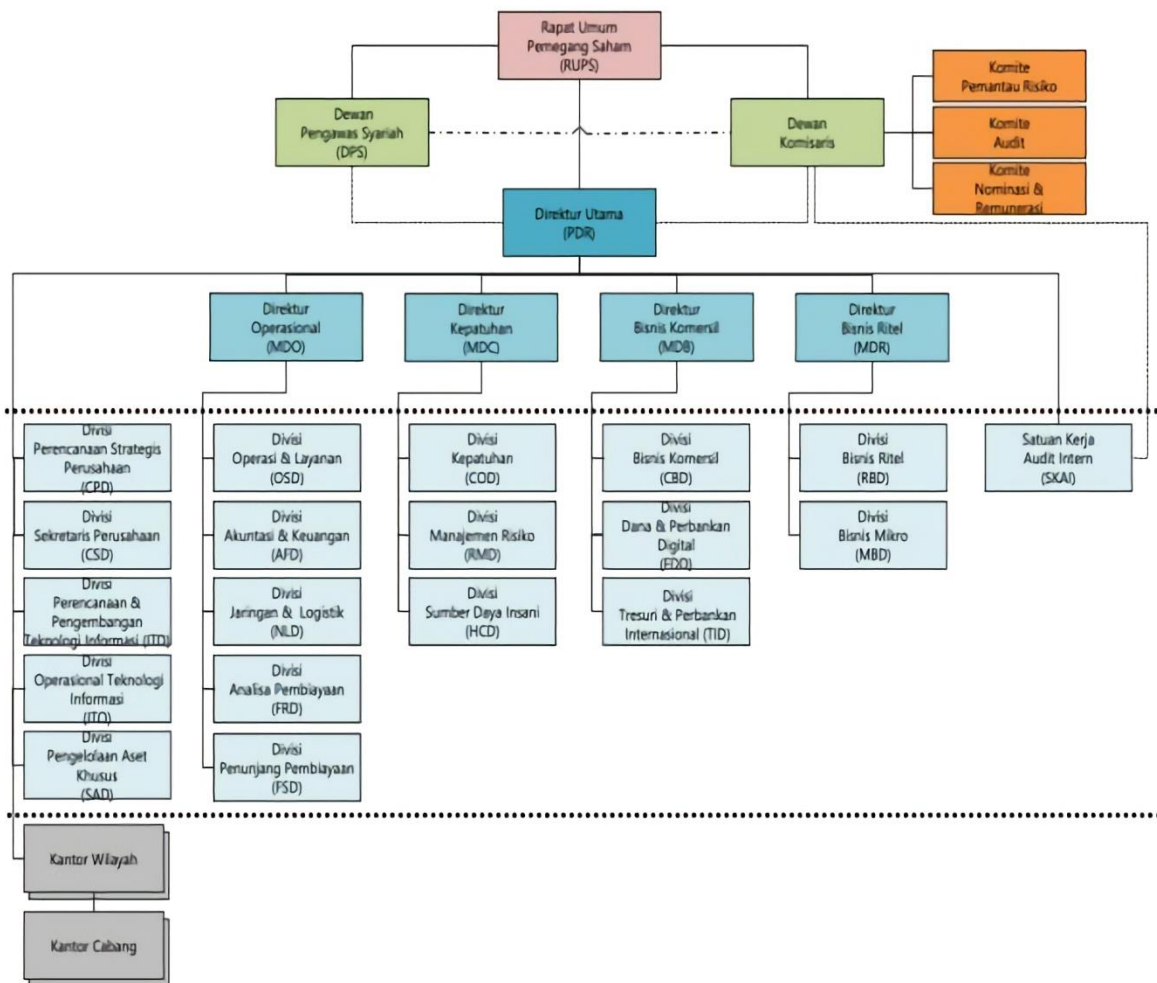 Rapat Umum
Pemegang Saham
(RUPS)
Dewan
Pengawas Syariah
(DPS)
Dewan
Komisaris
Komite
Pemantau Risiko
Komite
Audit
Komite
Nominasi &
Remunerasi
Direktur Utama
(PDR)
Direktur
Operasional
(MDO)
Direktur
Kepatuhan
(MDC)
Direktur
Bisnis Komersil
(MDB)
Direktur
Bisnis Ritel
(MDR)
Divisi
Perencanaan Strategis
Perusahaan
(CPD)
Divisi
Sekretaris Perusahaan
(CSD)
Divisi
Perencanaan &
Pengembangan
Teknologi Informasi (ITD)
Divisi
Operasional Teknologi
Informasi
(ITO)
Divisi
Pengelolaan Aset
Khusus
(SAD)
Divisi
Operasi & Layanan
(OSD)
Divisi
Akuntasi & Keuangan
(AFD)
Divisi
Jaringan & Logistik
(NLD)
Divisi
Analisa Pembiayaan
(FRD)
Divisi
Penunjang Pembiayaan
(FSD)
Divisi
Kepatuhan
(COD)
Divisi
Manajemen Risiko
(RMD)
Divisi
Sumber Daya Insani
(HCD)
Divisi
Bisnis Komersil
(CBD)
Divisi
Dana & Perbankan
Digital
Divisi
Tresuri & Perbankan
Internasional (TID)
Divisi
Bisnis Ritel
(RBD)
Divisi
Bisnis Mikro
(MBD)
Satuan Kerja
Audit Intern
(SKAI)
Kantor Wilayah
Kantor Cabang